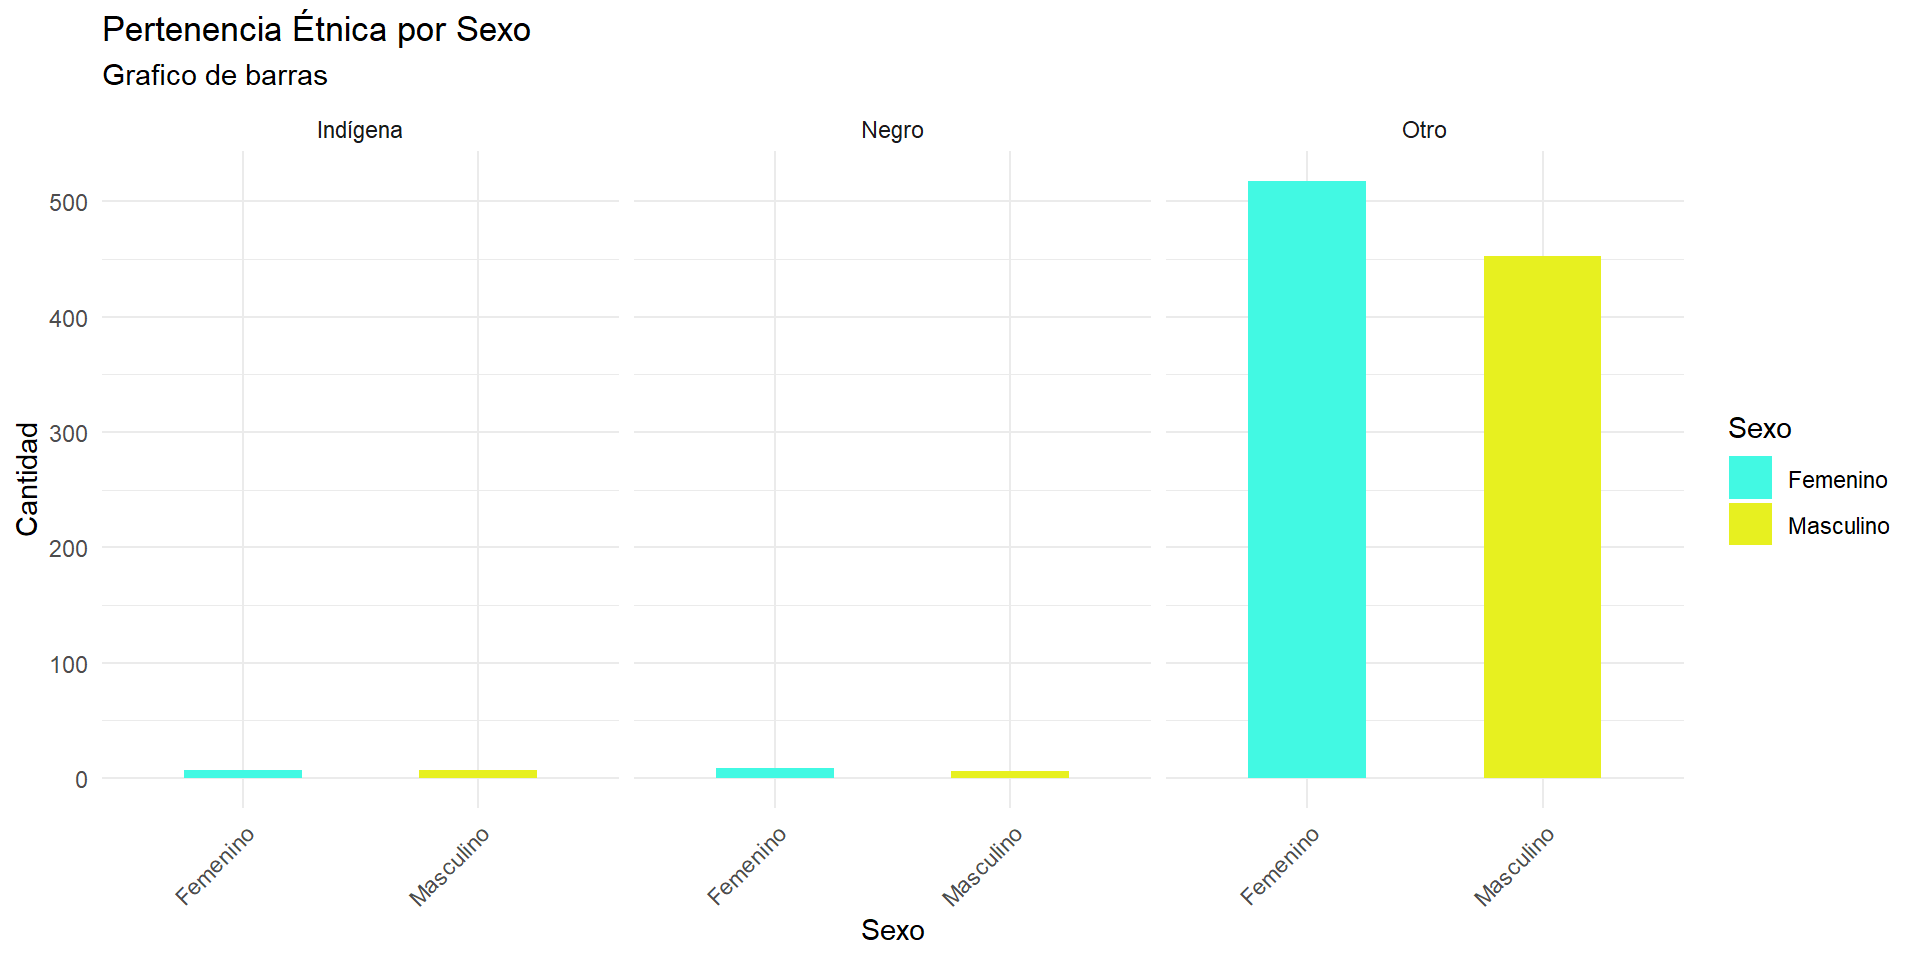 Pertenencia Étnica por Sexo
Grafico de barras
Indígena
Negro
Otro
Cantidad
500
400
300
200
100
0
Femenino
Masculino
Femenino
Masculino
Femenino
Masculino
Sexo
Sexo
Femenino
Masculino